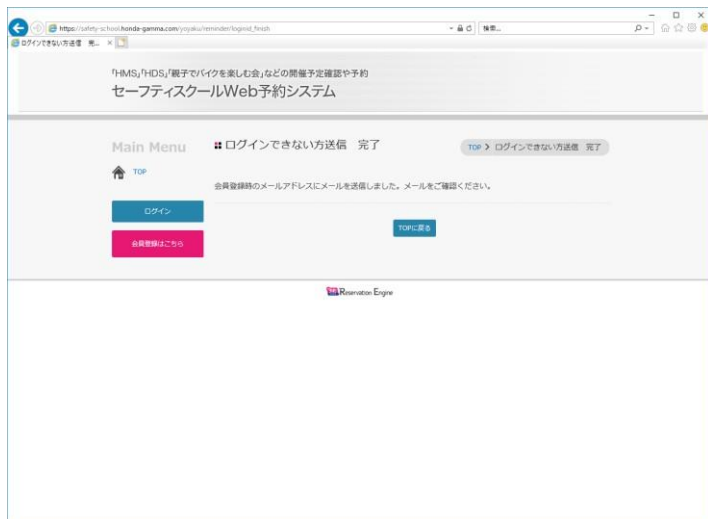 https://safety-school.honda-gamma.com/yoyaku/reminder/loginid_finish
検索...
ログインできない方送信 完...
「HMS」「HDS」「親子でバイクを楽しむ会」などの開催予定確認や予約
セーフティスクールWeb予約システム
Main Menu
TOP
ログイン
会員登録はこちら
ログインできない方送信 完了
TOP > ログインできない方送信 完了
会員登録時のメールアドレスにメールを送信しました。メールをご確認ください。
TOPに戻る
Reservation Engine